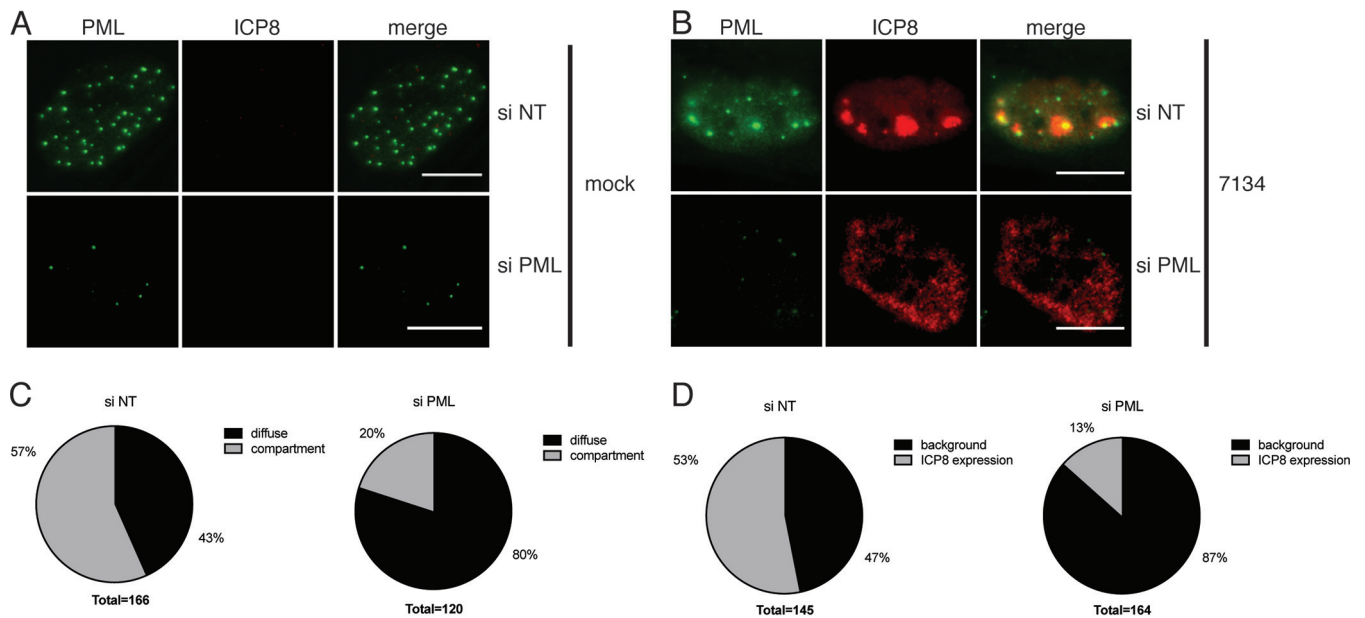 A
PML ICP8 merge
si NT
si PML
mock
B
PML ICP8 merge
si NT
si PML
7134
C
si NT
57%
43%
diffuse
compartment
Total=166
si PML
20%
80%
diffuse
compartment
Total=120
D
si NT
53%
47%
background
ICP8 expression
Total=145
si PML
13%
87%
background
ICP8 expression
Total=164